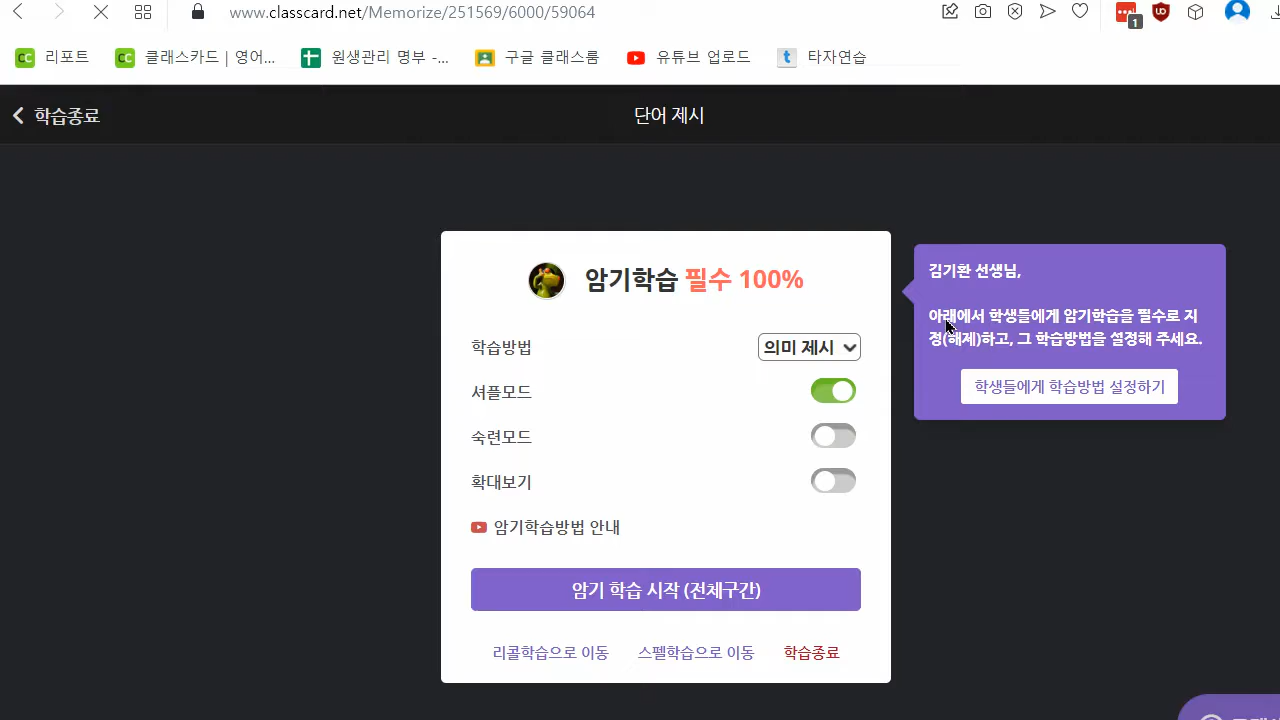 www.classcard.net/Memorize/251569/6000/59064
1
cc 리포트
cc 클래스카드 | 영어...
원생관리 명부 -...
구글 클래스룸
유튜브 업로드
t 타자연습
학습종료
단어 제시
암기학습 필수 100%
학습방법
의미 제시
셔플모드
숙련모드
확대보기
암기학습방법 안내
암기 학습 시작 (전체구간)
리콜학습으로 이동
스펠학습으로 이동
학습종료
김기환 선생님,
아래에서 학생들에게 암기학습을 필수로 지
정(해제)하고, 그 학습방법을 설정해 주세요.
학생들에게 학습방법 설정하기